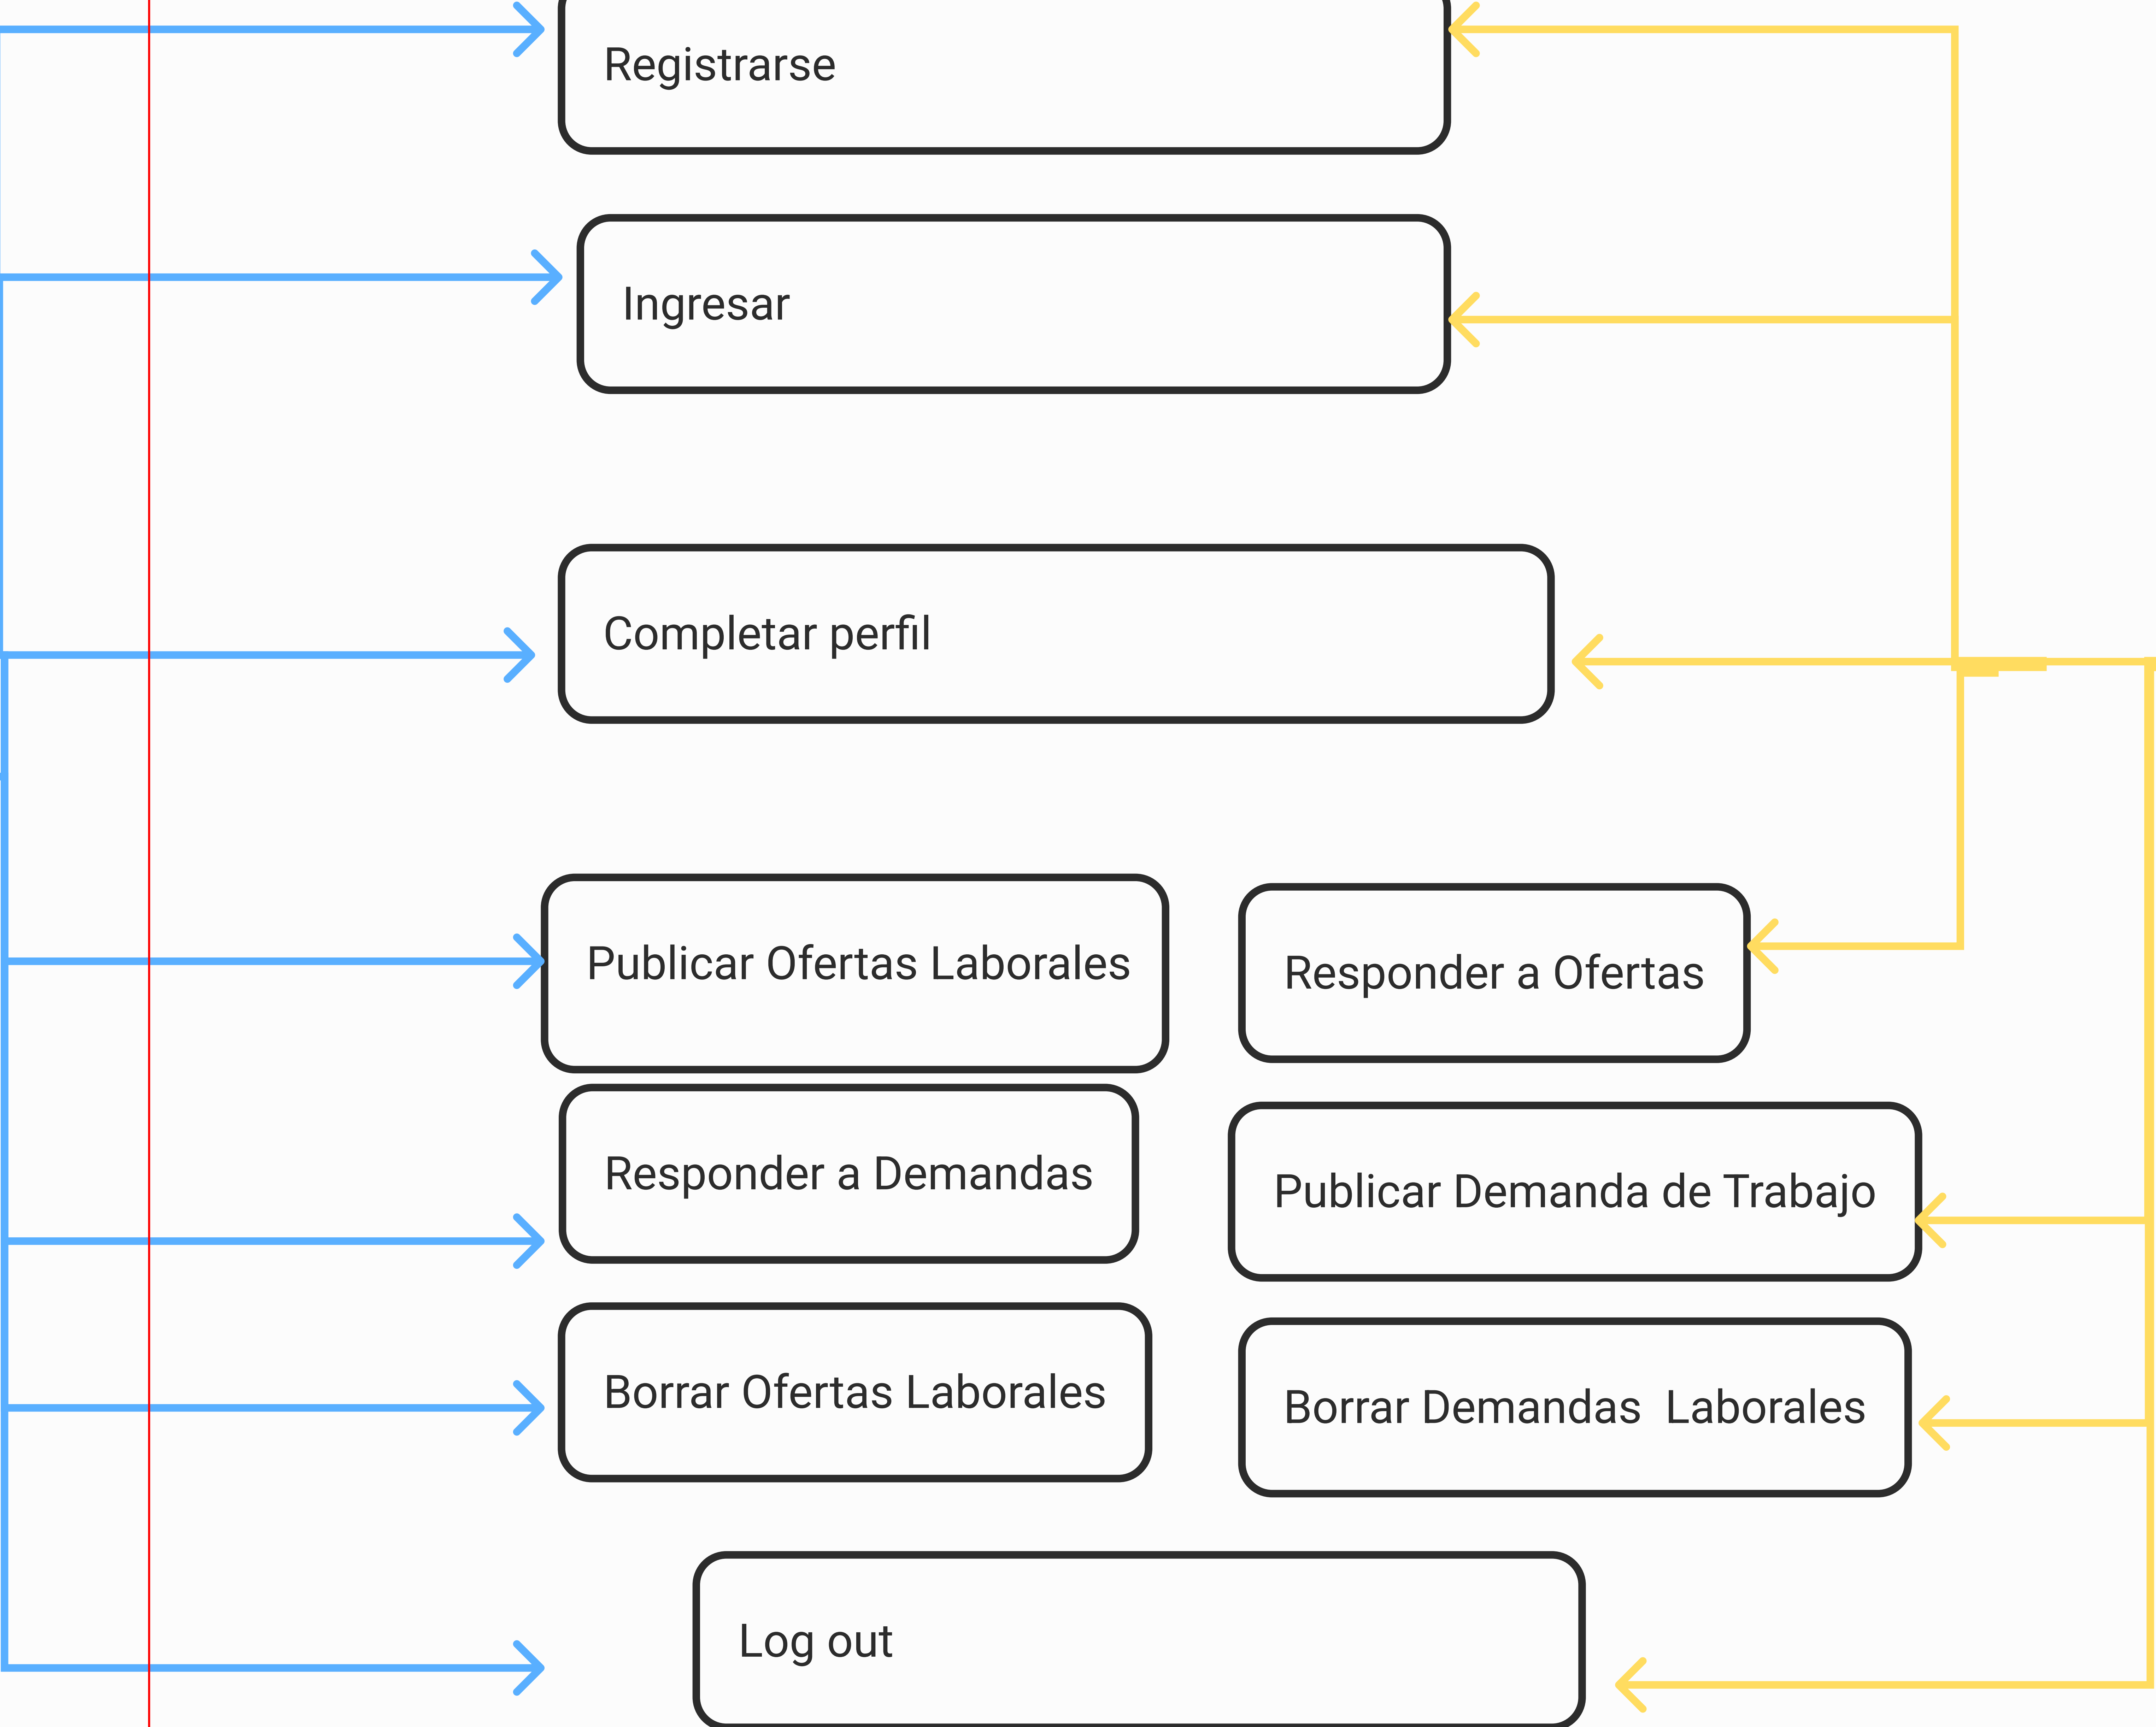 Registrarse
Ingresar
Completar perfil
Publicar Ofertas Laborales
Responder a Ofertas
Responder a Demandas
Publicar Demanda de Trabajo
Borrar Ofertas Laborales
Borrar Demandas  Laborales
Log out